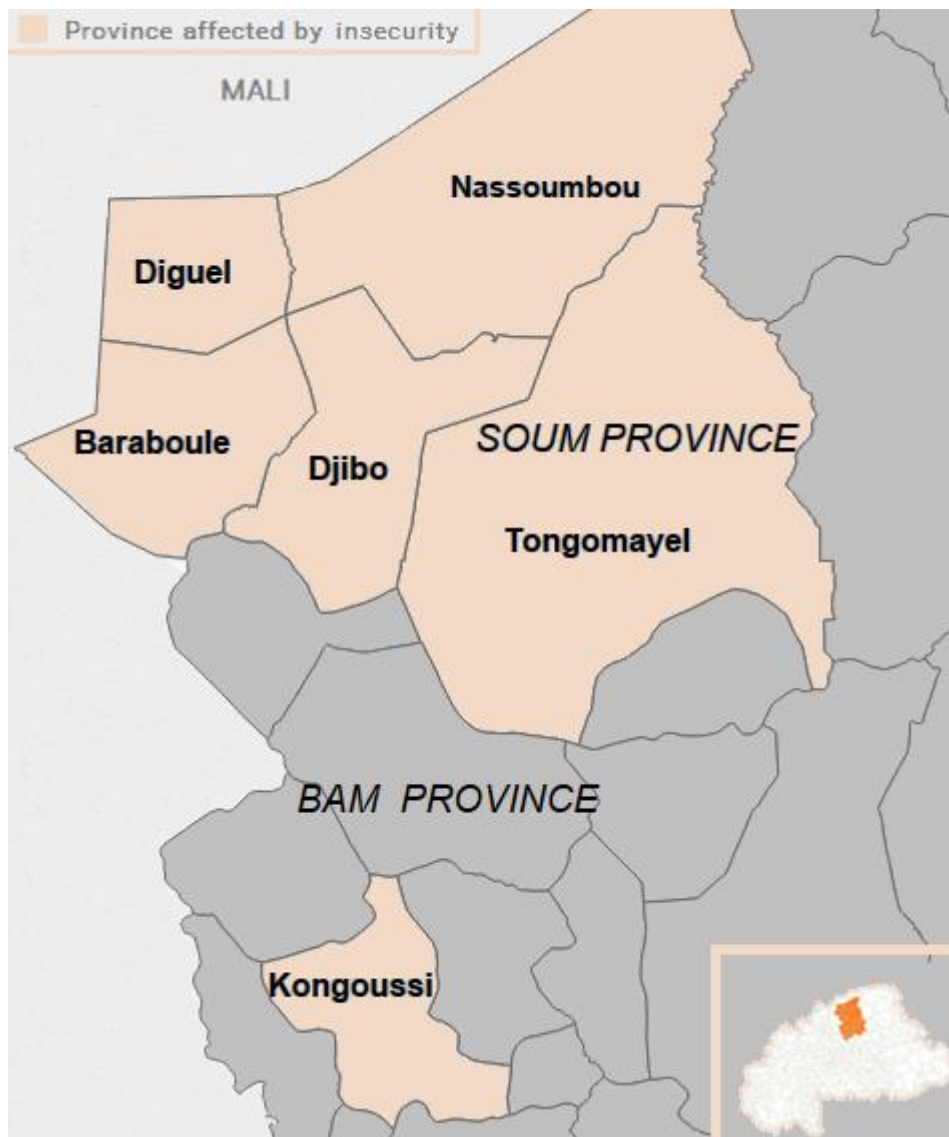 Province affected by insecurity
MALI
Nassoumbou
Diguel
Baraboule
Djibo
SOUM PROVINCE
Tongomayel
BAM PROVINCE
Kongoussi